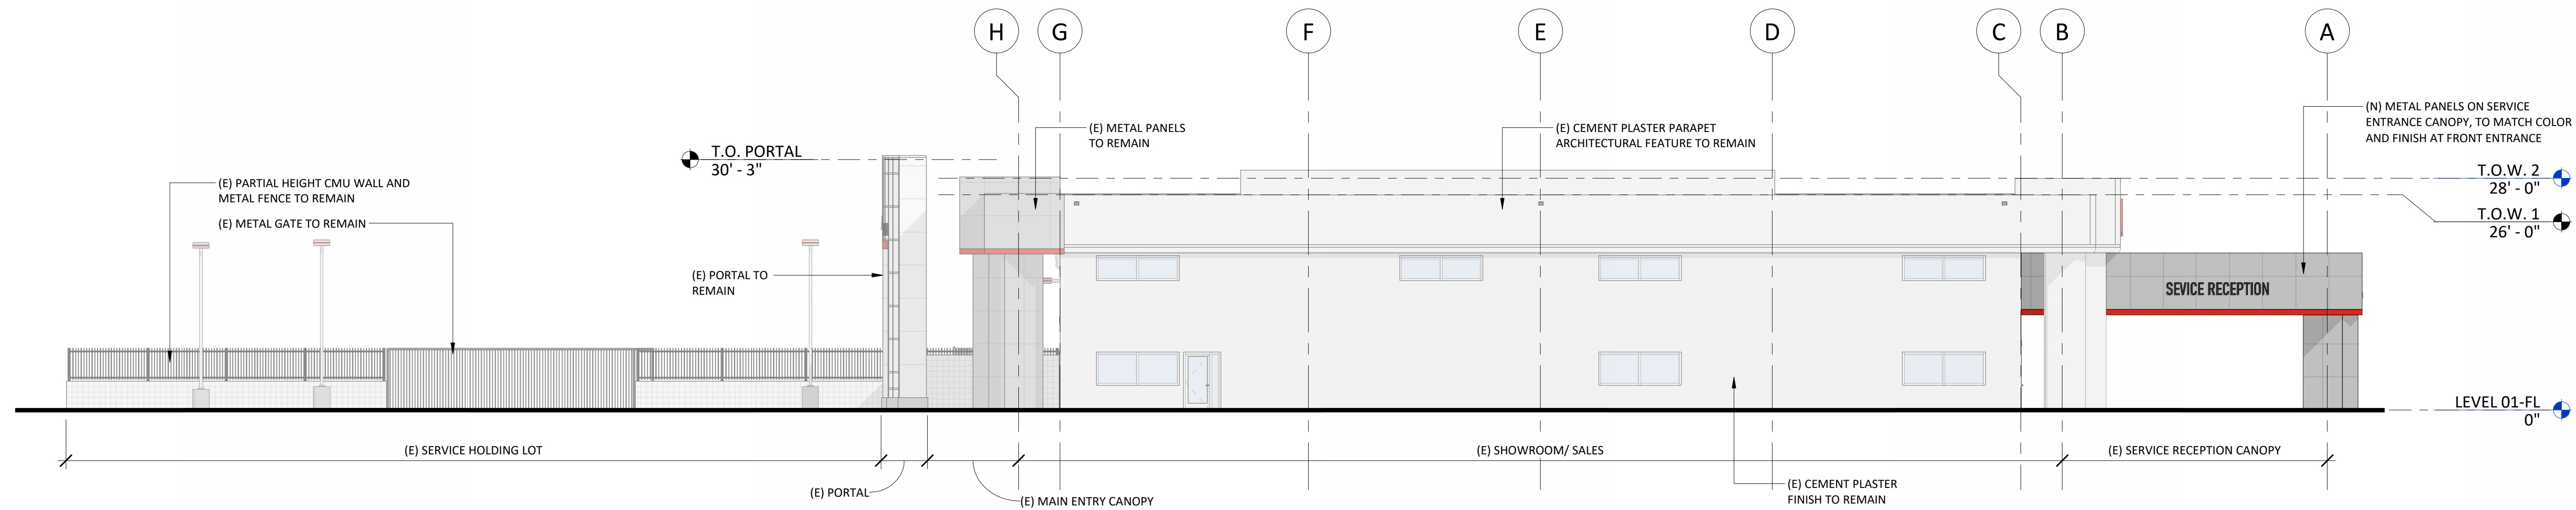 H
G
F
E
D
C
B
A
(N) METAL PANELS ON SERVICE
ENTRANCE CANOPY, TO MATCH COLOR
AND FINISH AT FRONT ENTRANCE
(E) METAL PANELS
TO REMAIN
(E) CEMENT PLASTER PARAPET
ARCHITECTURAL FEATURE TO REMAIN
T.O. PORTAL
30' - 3"
T.O.W. 2
28' - 0"
(E) PARTIAL HEIGHT CMU WALL AND
METAL FENCE TO REMAIN
T.O.W. 1
26' - 0"
(E) METAL GATE TO REMAIN
(E) PORTAL TO
REMAIN
SEVICE RECEPTION
LEVEL 01-FL
0"
(E) SERVICE HOLDING LOT
(E) SHOWROOM/ SALES
(E) SERVICE RECEPTION CANOPY
(E) PORTAL
(E) MAIN ENTRY CANOPY
(E) CEMENT PLASTER
FINISH TO REMAIN